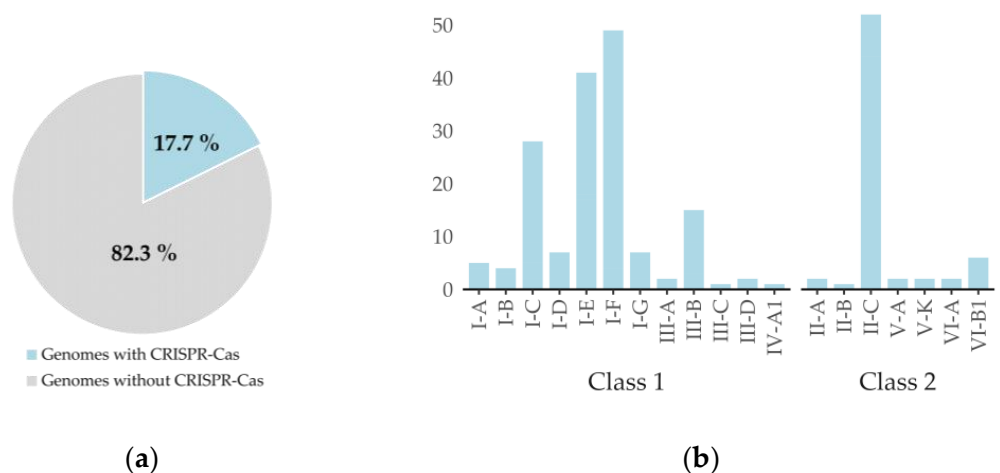 17.7 %
82.3 %
Genomes with CRISPR-Cas
Genomes without CRISPR-Cas
(a)
50
40
30
20
10
0
I-A
I-B
I-C
I-D
I-E
I-F
I-G
III-A
III-B
III-C
III-D
IV-A1
Class 1
II-A
II-B
II-C
V-A
V-K
VI-A
VI-B1
Class 2
(b)